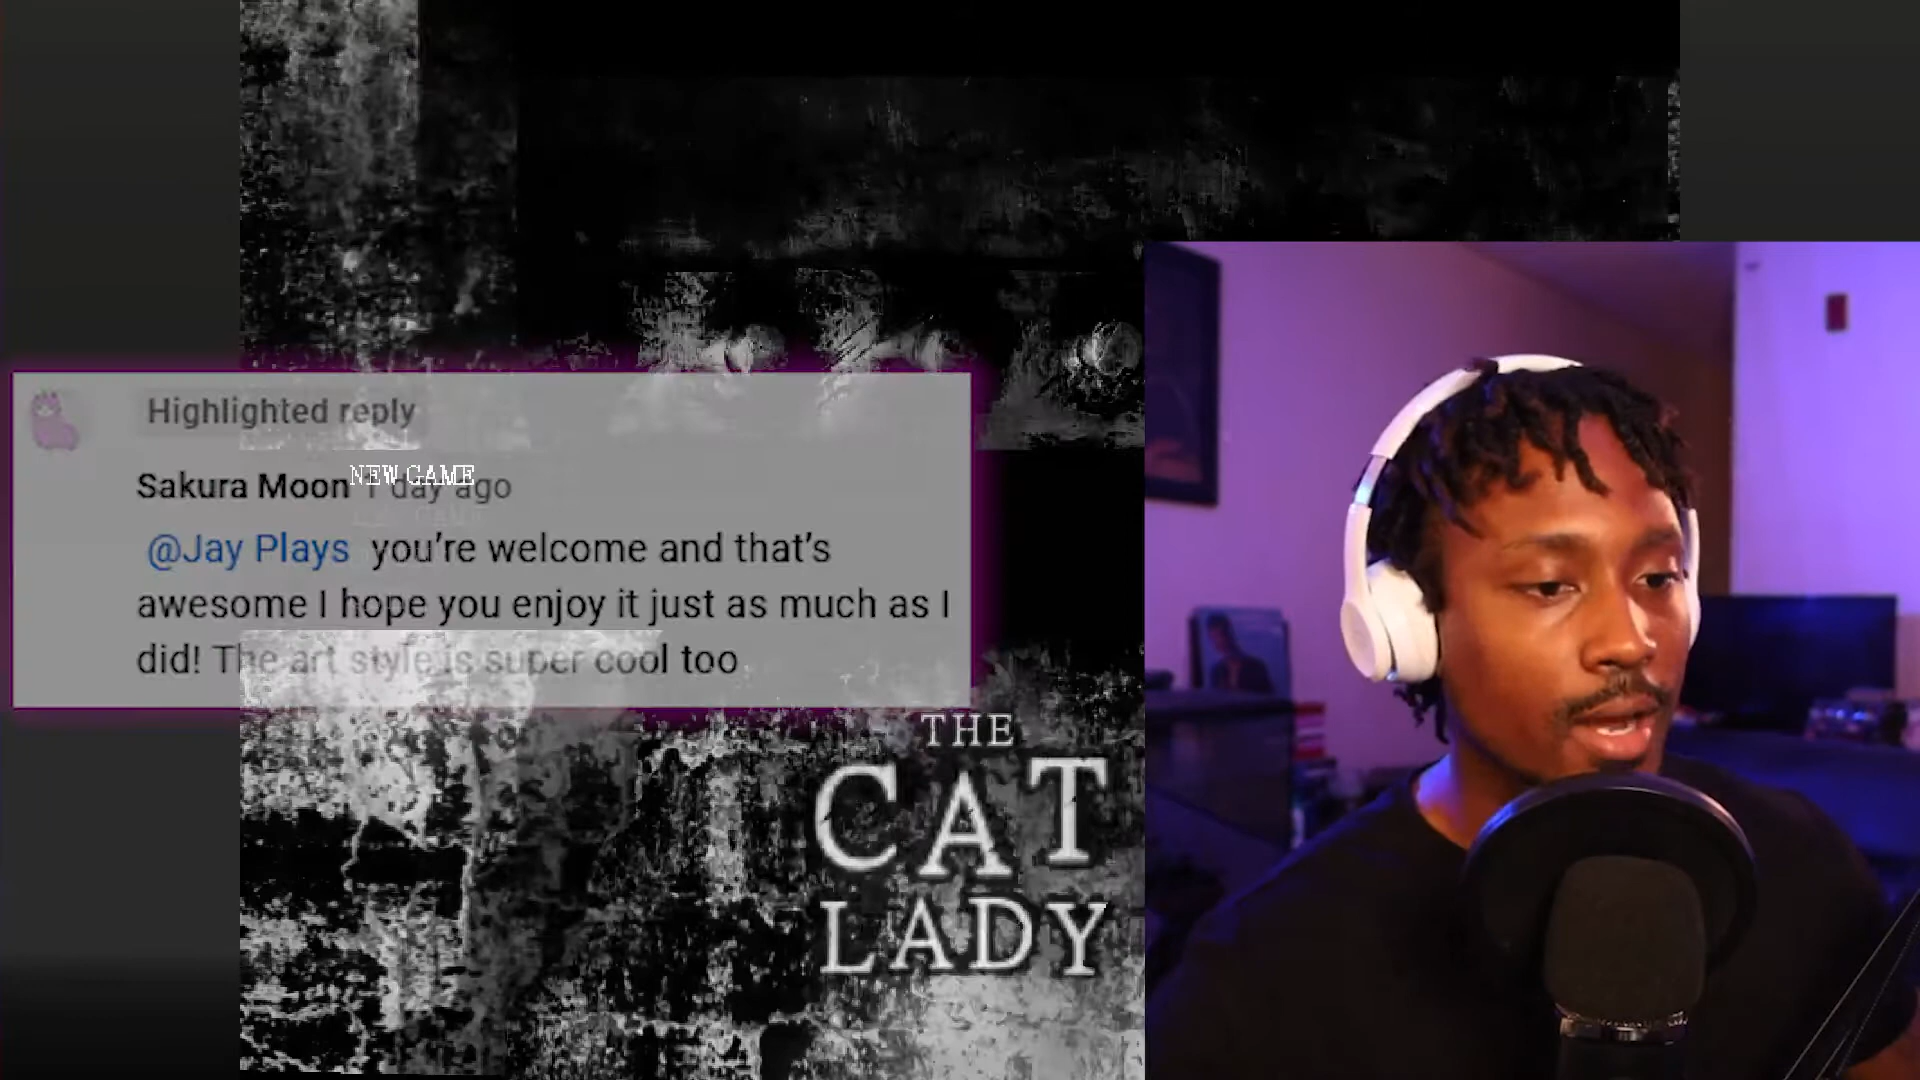 Highlighted reply
NEW GAME
Sakura Moon 1 day ago
@Jay Plays you're welcome and that's
awesome I hope you enjoy it just as much as I
did! The art style is super cool too
THE
CAT
LADY